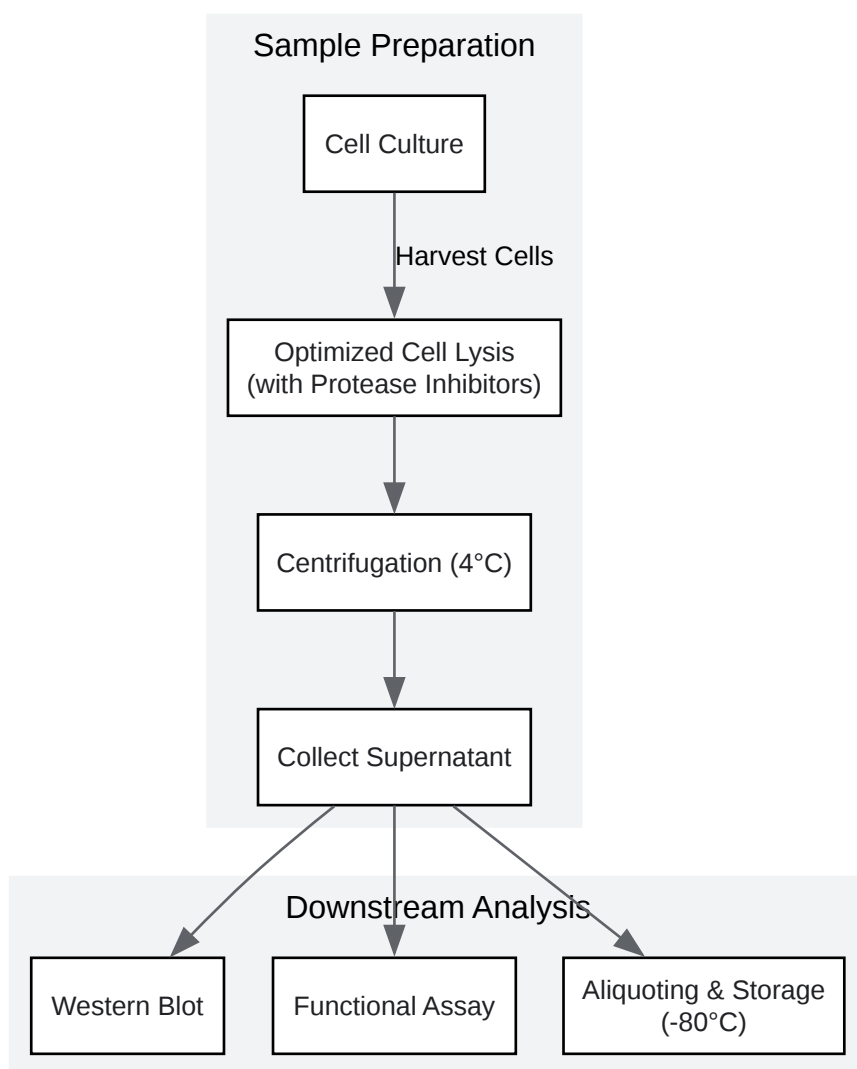 Sample Preparation
Cell Culture
Harvest Cells
Optimized Cell Lysis
(with Protease Inhibitors)
Centrifugation (4°C)
Collect Supernatant
Downstream Analysis
Western Blot
Functional Assay
Aliquoting & Storage
(-80°C)